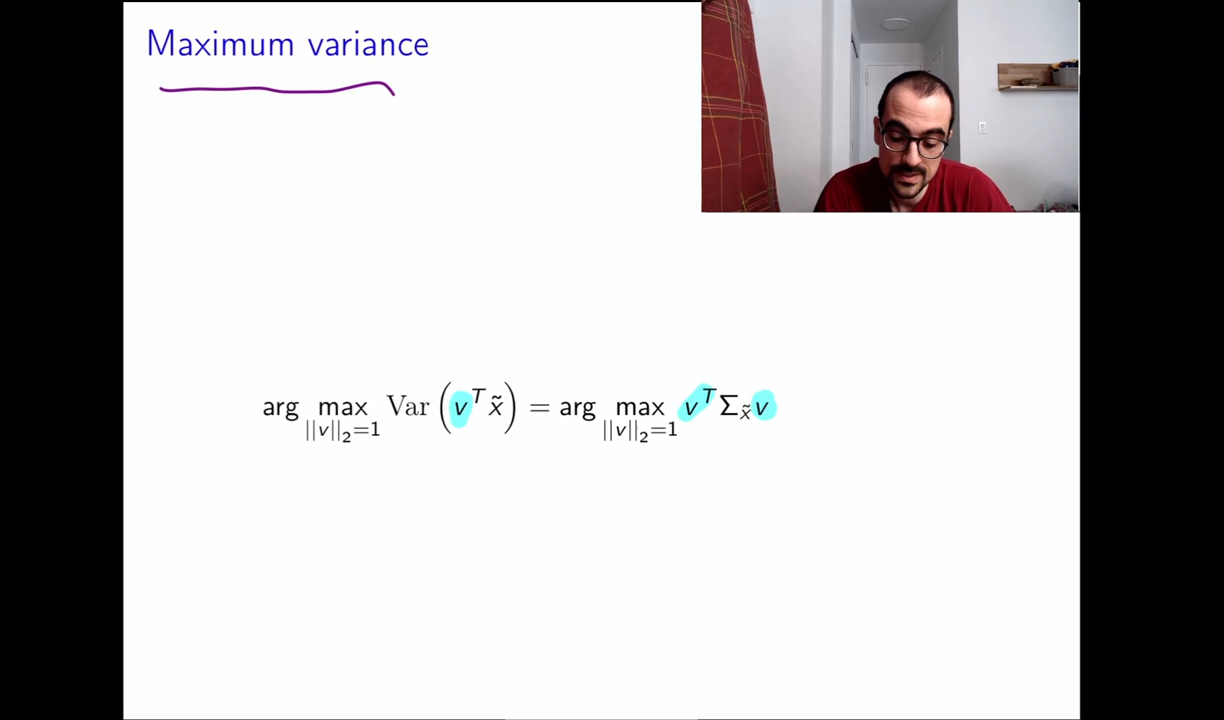 Maximum variance
arg max_{||v||_2=1} Var (v^T x̃) = arg max_{||v||_2=1} v^T Σ_x̃ v